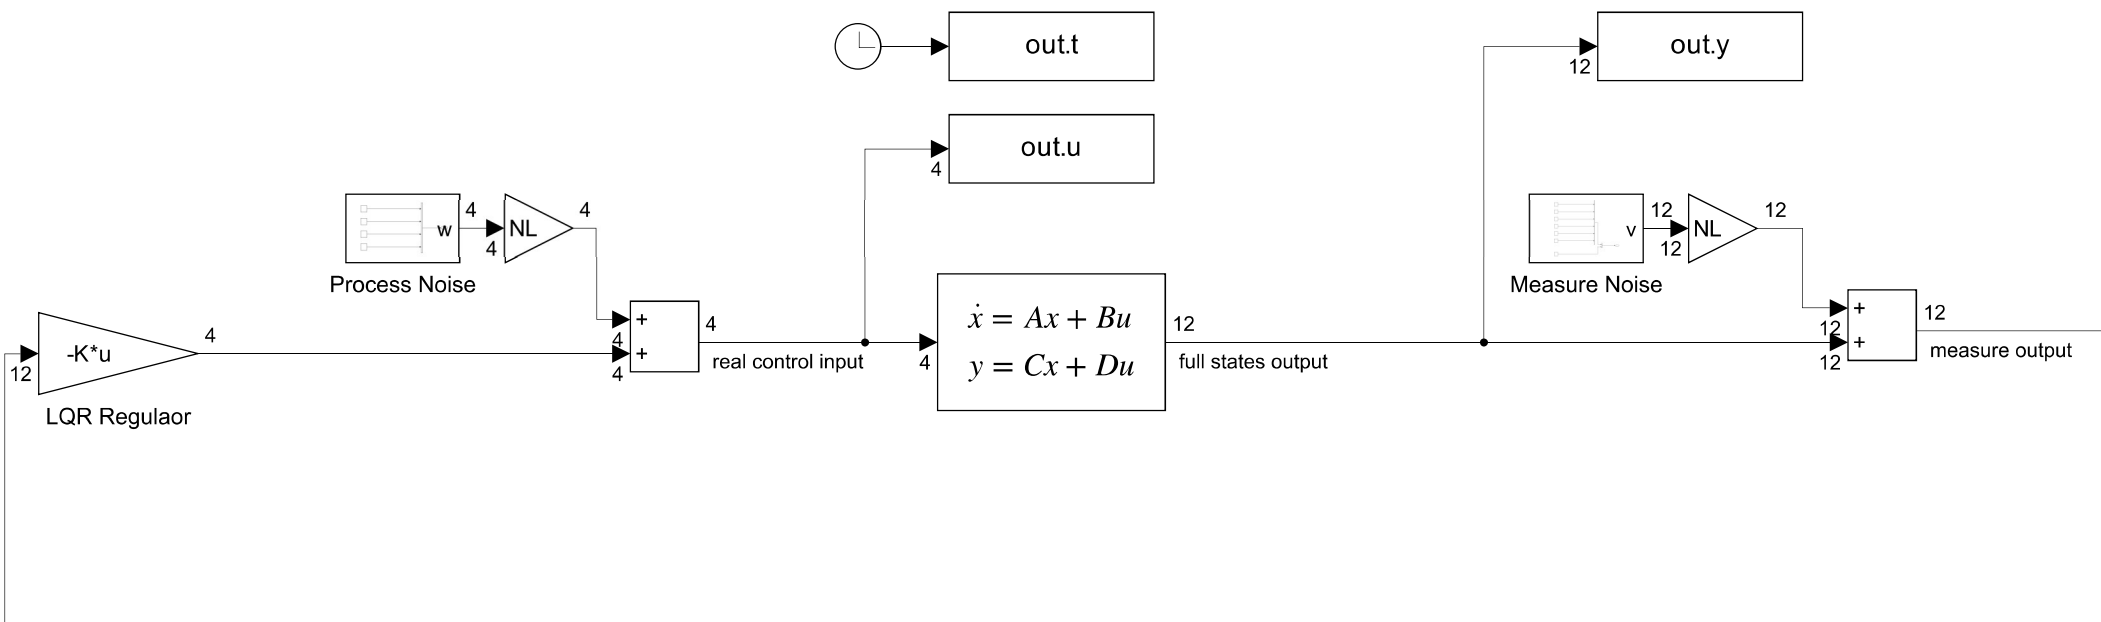 out.t
out.y
12
out.u
4
w
4
4
NL
4
Process Noise
v
12
12
NL
12
Measure Noise
-K*u
12
4
LQR Regulaor
+
4
+
4
4
real control input
4
ẋ = Ax + Bu
y = Cx + Du
12
full states output
+
12
+
12
12
measure output